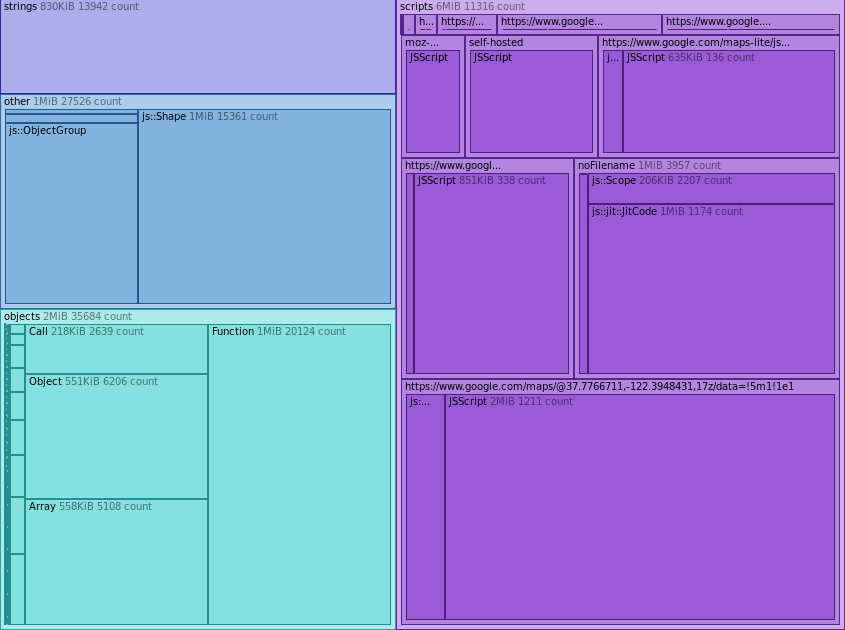 strings 830KiB 13942 count
other 1MiB 27526 count
js::ObjectGroup
js::Shape 1MiB 15361 count
objects 2MiB 35684 count
Call 218KiB 2639 count
Function 1MiB 20124 count
Object 551KiB 6206 count
Array 558KiB 5108 count
scripts 6MiB 11316 count
h... https://... https://www.google... https://www.google....
moz-... self-hosted https://www.google.com/maps-lite/js...
JSScript JSScript j... JSScript 635KiB 136 count
https://www.googl... noFilename 1MiB 3957 count
JSScript 851KiB 338 count js::Scope 206KiB 2207 count
js::jit::JitCode 1MiB 1174 count
https://www.google.com/maps/@37.7766711,-122.3948431,17z/data=!5m1!1e1
js:... JSScript 2MiB 1211 count